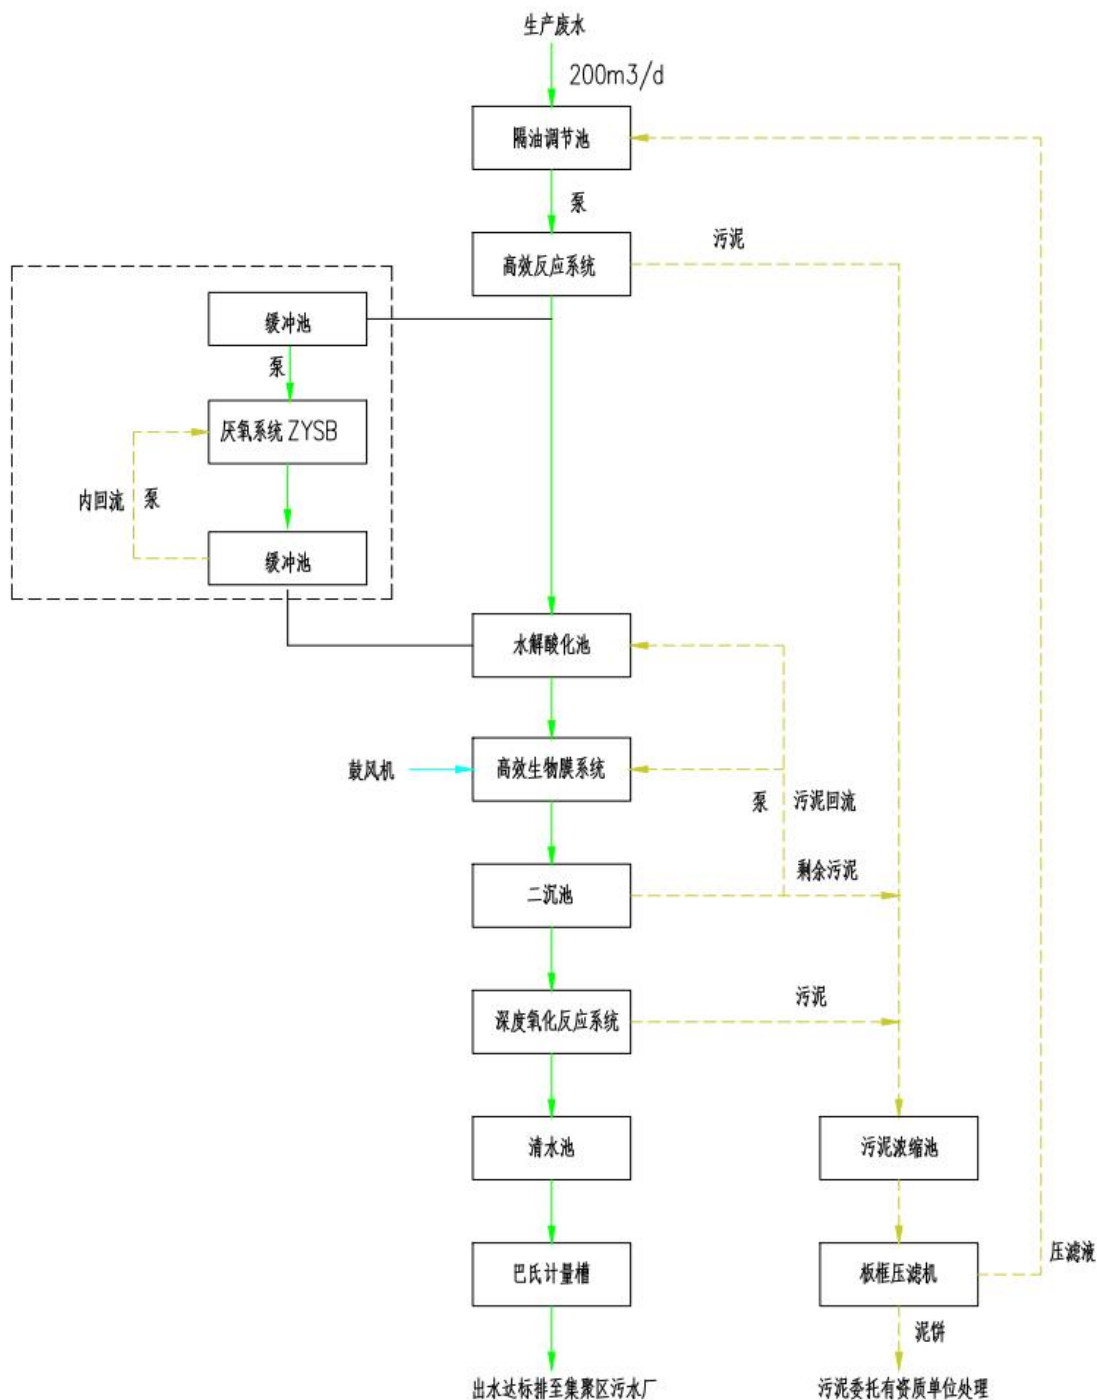 生产废水
200m3/d
隔油调节池
泵
污泥
高效反应系统
缓冲池
泵
厌氧系统 ZYSB
内回流
泵
缓冲池
水解酸化池
鼓风机
高效生物膜系统
泵
污泥回流
二沉池
剩余污泥
深度氧化反应系统
污泥
清水池
污泥浓缩池
巴氏计量槽
板框压滤机
压滤液
泥饼
出水达标排至集聚区污水厂
污泥委托有资质单位处理